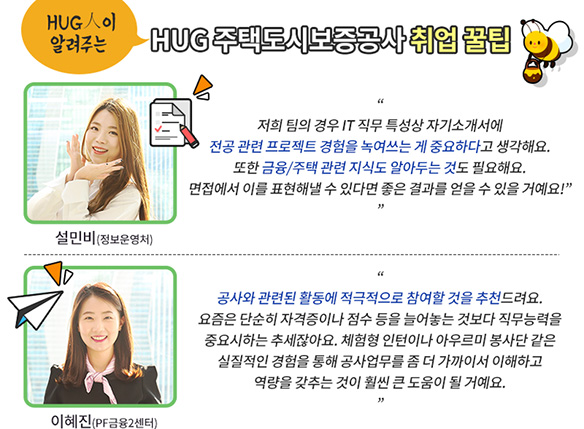 HUG人이
알려주는
HUG 주택도시보증공사 취업 꿀팁
“
저희 팀의 경우 IT 직무 특성상 자기소개서에
전공 관련 프로젝트 경험을 녹여쓰는 게 중요하다고 생각해요.
또한 금융/주택 관련 지식도 알아두는 것도 필요해요.
면접에서 이를 표현해낼 수 있다면 좋은 결과를 얻을 수 있을 거예요!”
”
설민비(정보운영처)
“
공사와 관련된 활동에 적극적으로 참여할 것을 추천드려요.
요즘은 단순히 자격증이나 점수 등을 늘어놓는 것보다 직무능력을
중요시하는 추세잖아요. 체험형 인턴이나 아우르미 봉사단 같은
실질적인 경험을 통해 공사업무를 좀 더 가까이서 이해하고
역량을 갖추는 것이 훨씬 큰 도움이 될 거예요.
”
이혜진(PF금융2센터)